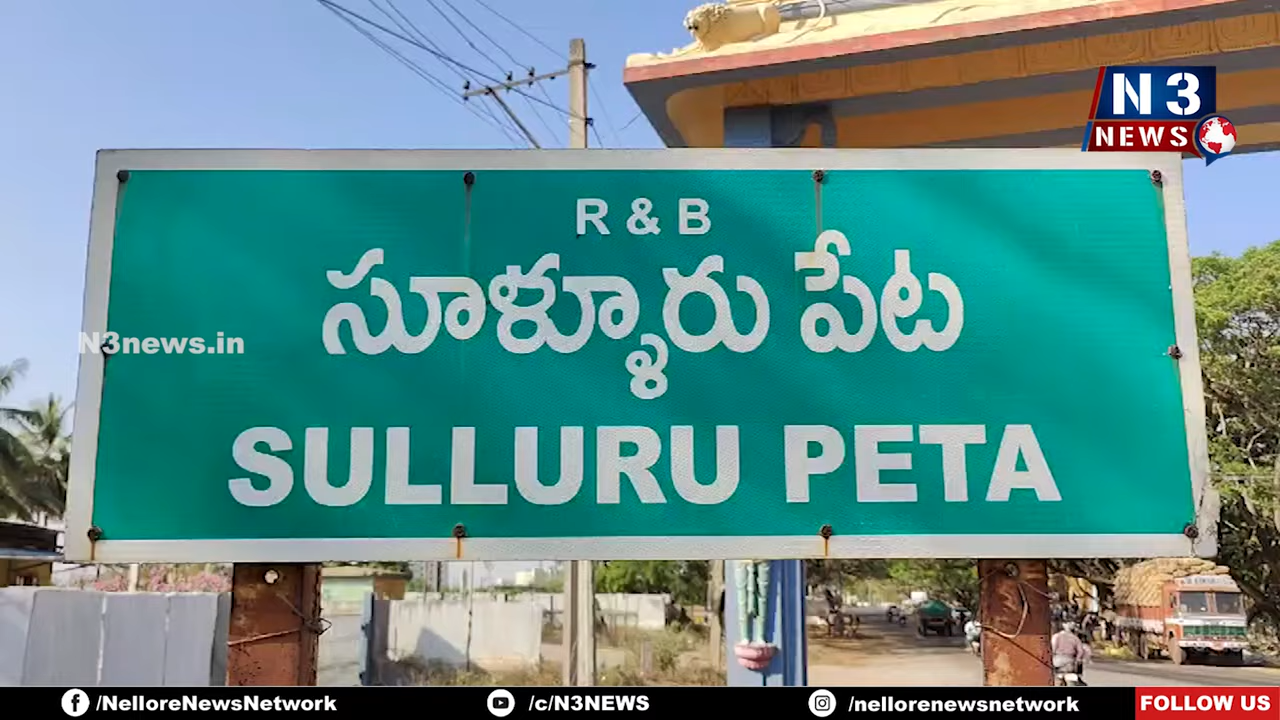 N3
NEWS
R & B
సూళ్ళూరు పేట
N3news.in
SULLURU PETA
/NelloreNewsNetwork
/c/N3NEWS
/nellorenewsnetwork
FOLLOW US